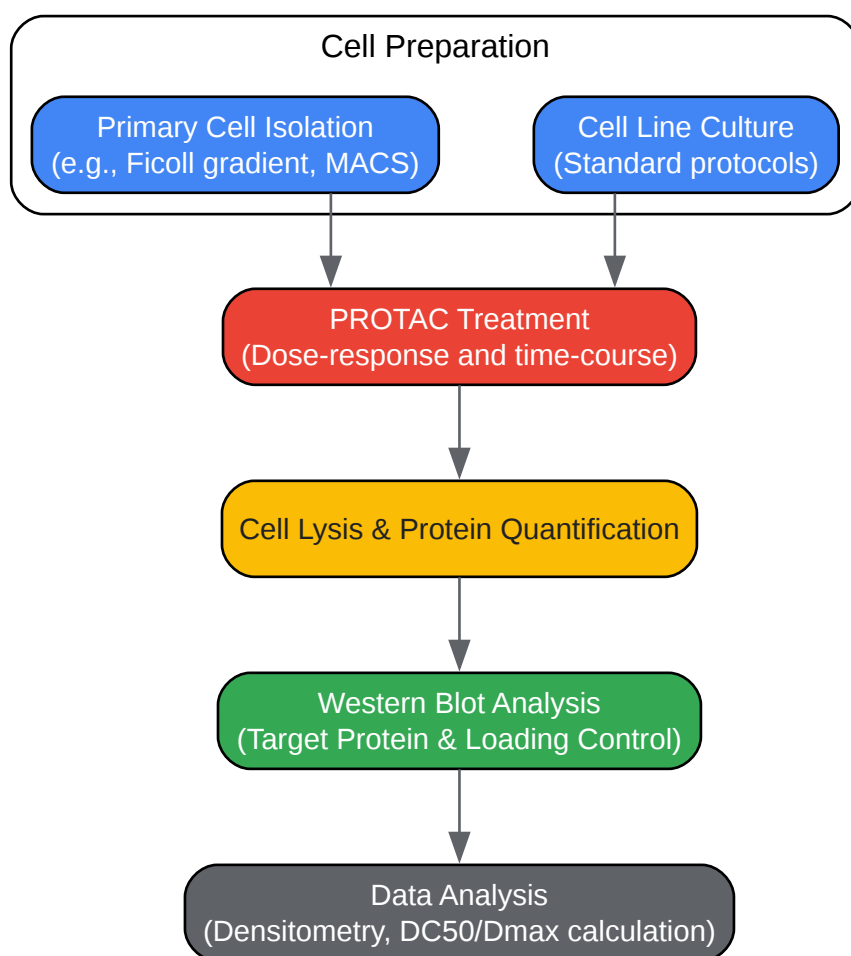 Cell Preparation
Primary Cell Isolation
(e.g., Ficoll gradient, MACS)
Cell Line Culture
(Standard protocols)
PROTAC Treatment
(Dose-response and time-course)
Cell Lysis & Protein Quantification
Western Blot Analysis
(Target Protein & Loading Control)
Data Analysis
(Densitometry, DC50/Dmax calculation)